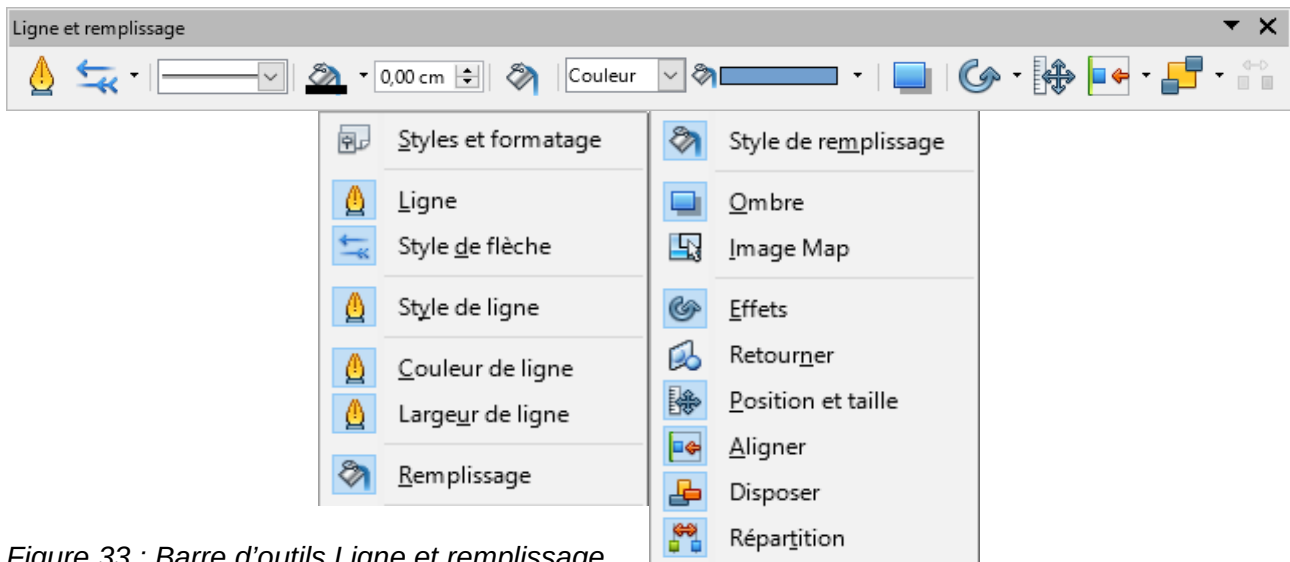 Ligne et remplissage
0,00 cm
Couleur
Styles et formatage
Ligne
Style de flèche
Style de ligne
Couleur de ligne
Largeur de ligne
Remplissage
Style de remplissage
Ombre
Image Map
Effets
Retourner
Position et taille
Aligner
Disposer
Répartition
Figure 33 : Barre d'outils Ligne et remplissage